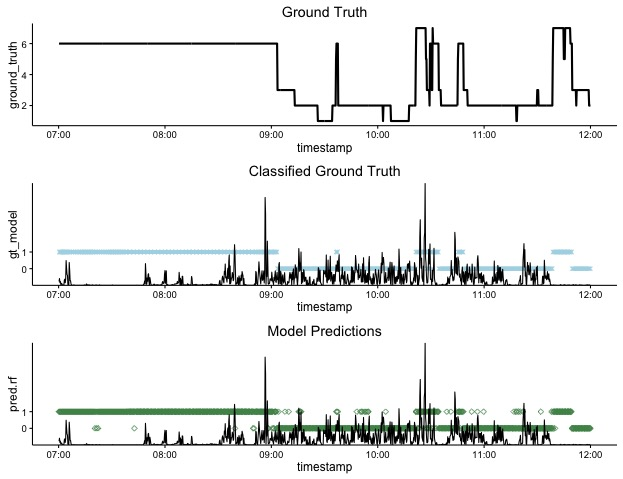 Ground Truth
ground_truth
6
4
2
07:00 08:00 09:00 10:00 11:00 12:00
timestamp
Classified Ground Truth
gt_model
1
0
07:00 08:00 09:00 10:00 11:00 12:00
timestamp
Model Predictions
pred.rf
1
0
07:00 08:00 09:00 10:00 11:00 12:00
timestamp